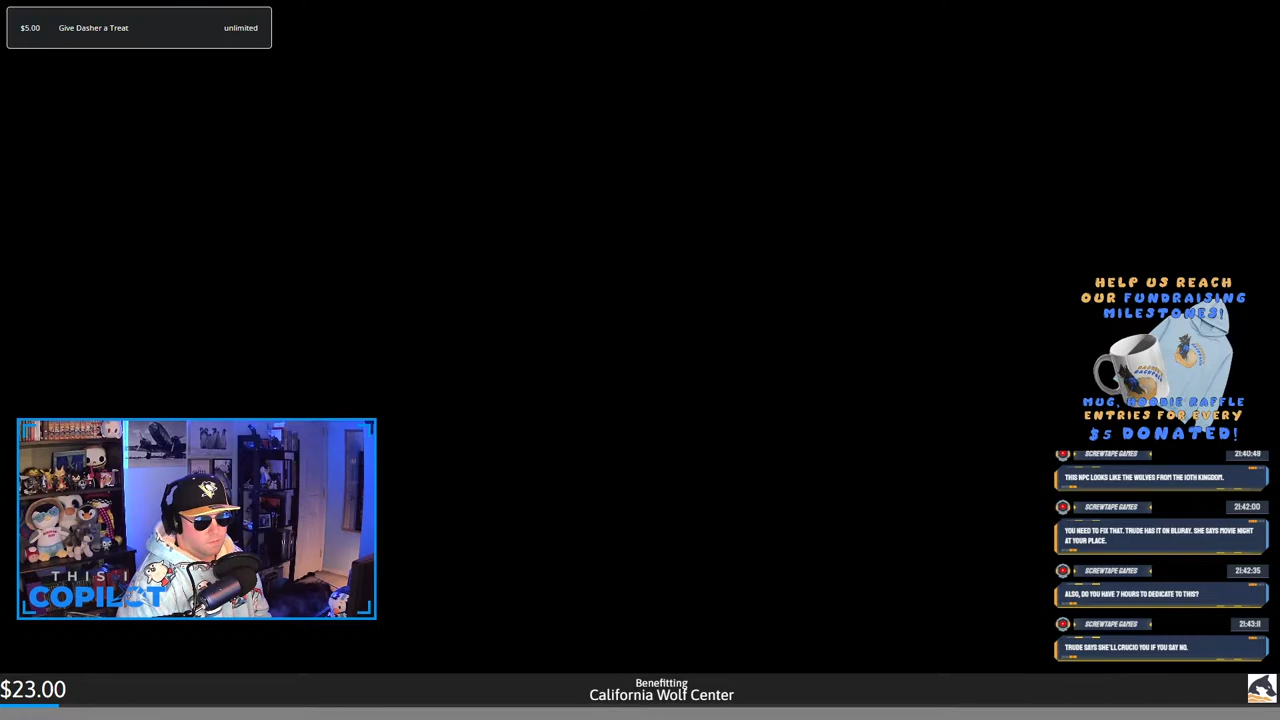 $5.00 Give Dasher a Treat unlimited
HELP US REACH
OUR FUNDRAISING
MILESTONES!
MUG, HOODIE RAFFLE
ENTRIES FOR EVERY
$5 DONATED!
SCREWTAPE GAMES 21:40:49
THIS NPC LOOKS LIKE THE WOLVES FROM THE 10TH KINGDOM.
SCREWTAPE GAMES 21:42:00
YOU NEED TO FIX THAT. TRUDE HAS IT ON BLURAY. SHE SAYS MOVIE NIGHT
AT YOUR PLACE.
SCREWTAPE GAMES 21:42:35
ALSO, DO YOU HAVE 7 HOURS TO DEDICATE TO THIS?
SCREWTAPE GAMES 21:43:11
TRUDE SAYS SHE'LL CRUCIO YOU IF YOU SAY NO.
THIS I
COPILOT
$23.00
Benefitting
California Wolf Center